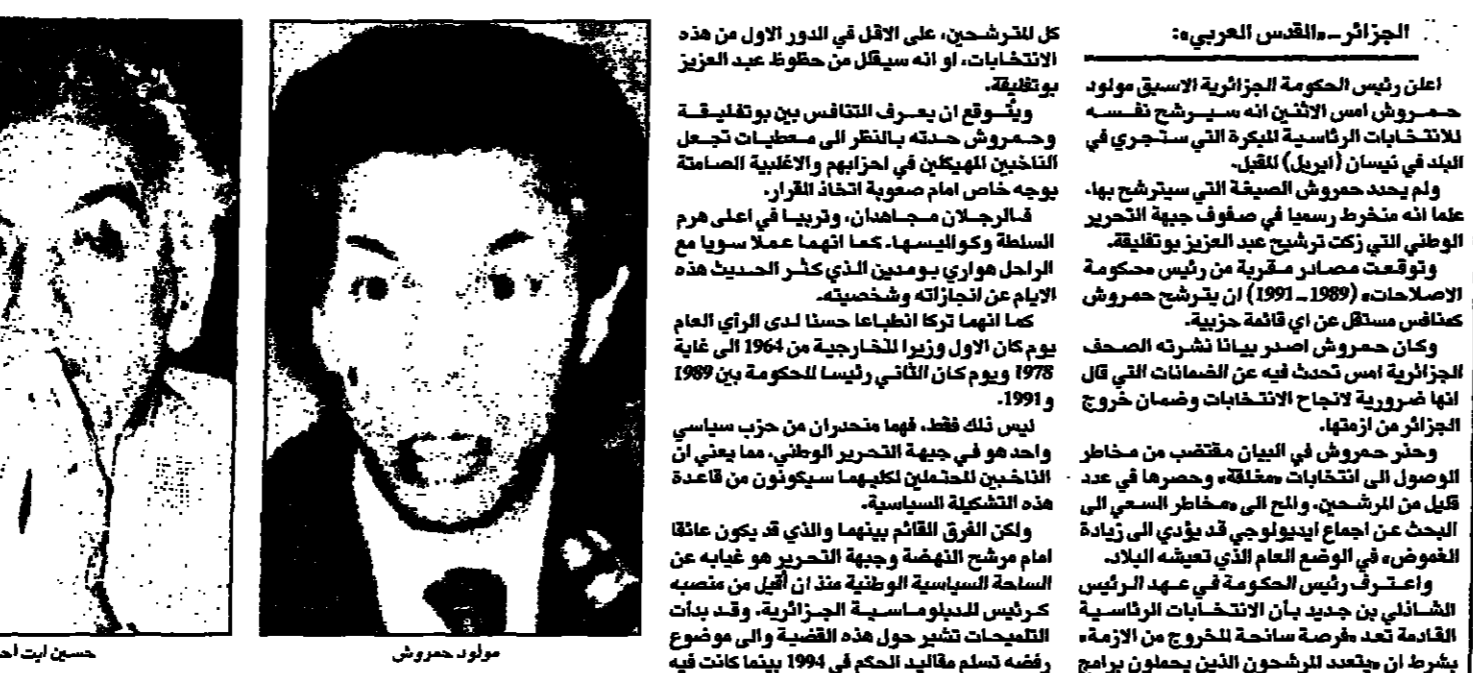 الجزائر ـ «القدس العربي»:
اعلن رئيس الحكومة الجزائرية الاسبق مولود
حمروش امس الاثنين انه سيرشح نفسه
للانتخابات الرئاسية المبكرة التي ستجري في
البلد في نيسان (ابريل) المقبل.
ولم يحدد حمروش الصيغة التي سيترشح بها،
علما انه منخرط رسميا في صفوف جبهة التحرير
الوطني التي زكت ترشيح عبد العزيز بوتفليقة.
وتوقعت مصادر مقربة من رئيس «حكومة
الاصلاحات» (1989 ـ 1991) ان يترشح حمروش
كمنافس مستقل عن اي قائمة حزبية.
وكان حمروش اصدر بيانا نشرته الصحف
الجزائرية امس تحدث فيه عن الضمانات التي قال
انها ضرورية لانجاح الانتخابات وضمان خروج
الجزائر من ازمتها.
وحذر حمروش في البيان مقتضب من مخاطر
الوصول الى انتخابات «مغلقة» وحصرها في عدد
قليل من المرشحين، والمح الى «مخاطر السعي الى
البحث عن اجماع ايديولوجي قد يؤدي الى زيادة
الغموض» في الوضع العام الذي تعيشه البلاد.
واعترف رئيس الحكومة في عهد الرئيس
الشاذلي بن جديد بأن الانتخابات الرئاسية
القادمة تعد «فرصة سانحة للخروج من الازمة»
بشرط ان «يتعدد المرشحون الذين يحملون برامج
كل المترشحين، على الاقل في الدور الاول من هذه
الانتخابات، او انه سيقلل من حظوظ عبد العزيز
بوتفليقة.
ويُتوقع ان يعرف التنافس بين بوتفليقة
وحمروش حدته بالنظر الى معطيات تجعل
الناخبين المهيكلين في احزابهم والاغلبية الصامتة
بوجه خاص امام صعوبة اتخاذ القرار.
فالرجلان مجاهدان، وتربيا في اعلى هرم
السلطة وكواليسها. كما انهما عملا سويا مع
الراحل هواري بومدين الذي كثر الحديث هذه
الايام عن انجازاته وشخصيته.
كما انهما تركا انطباعا حسنا لدى الرأي العام
يوم كان الاول وزيرا للخارجية من 1964 الى غاية
1978 ويوم كان الثاني رئيسا للحكومة بين 1989
و1991.
ليس ذلك فقط، فهما منحدران من حزب سياسي
واحد هو في جبهة التحرير الوطني، مما يعني ان
الناخبين المحتملين لكليهما سيكونون من قاعدة
هذه التشكيلة السياسية.
ولكن الفرق القائم بينهما والذي قد يكون عائقا
امام مرشح النهضة وجبهة التحرير هو غيابه عن
الساحة السياسية الوطنية منذ ان أقيل من منصبه
كرئيس للدبلوماسية الجزائرية. وقد بدأت
التلميحات تشير حول هذه القضية والى موضوع
رفضه تسلم مقاليد الحكم في 1994 بينما كانت فيه
مولود حمروش
حسين ايت احـ